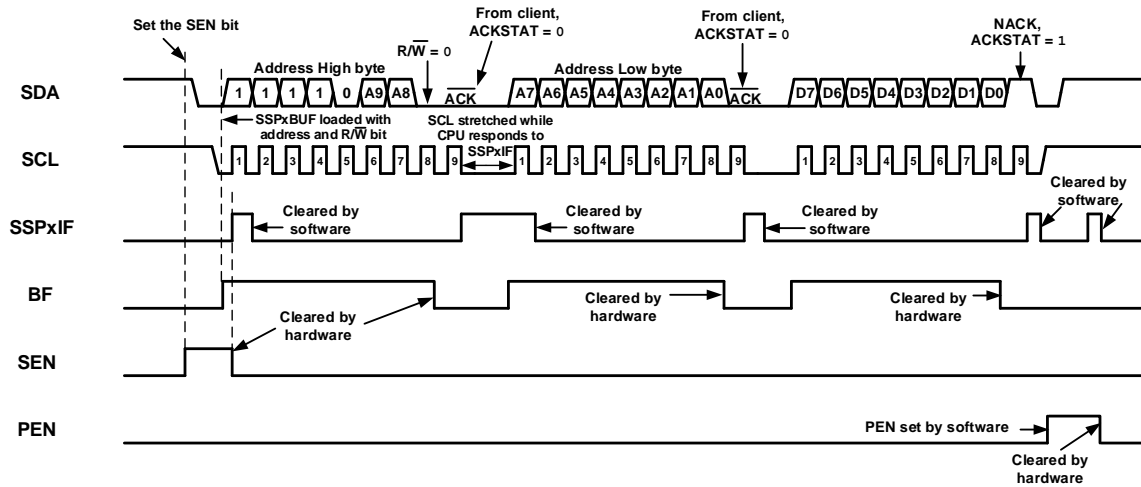 Set the SEN bit
From client,
ACKSTAT = 0
R/W = 0
From client,
ACKSTAT = 0
NACK,
ACKSTAT = 1
Address High byte
Address Low byte
SDA
1 1 1 1 0 A9 A8 ACK A7 A6 A5 A4 A3 A2 A1 A0 ACK D7 D6 D5 D4 D3 D2 D1 D0
SSPxBUF loaded with
address and R/W bit
SCL stretched while
CPU responds to
SSPxIF
SCL
1 2 3 4 5 6 7 8 9 1 2 3 4 5 6 7 8 9 1 2 3 4 5 6 7 8 9
SSPxIF
Cleared by
software
Cleared by
software
Cleared by
software
Cleared by
software
BF
Cleared by
hardware
Cleared by
hardware
Cleared by
hardware
SEN
PEN
PEN set by software
Cleared by
hardware